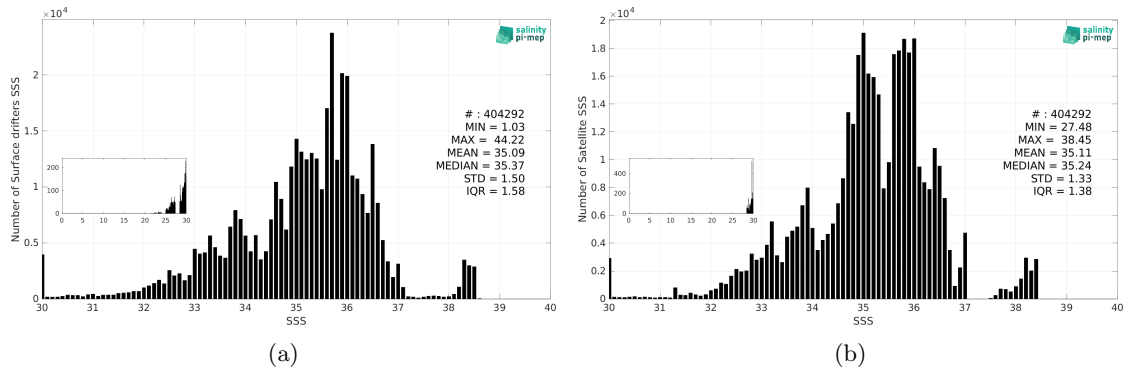 ×10⁴
salinity
pi-mep
Number of Surface drifters SSS
2
1.5
1
0.5
0
# : 404292
MIN = 1.03
MAX = 44.22
MEAN = 35.09
MEDIAN = 35.37
STD = 1.50
IQR = 1.58
200
100
0
0 5 10 15 20 25 30
30 31 32 33 34 35 36 37 38 39 40
SSS
(a)
2 ×10⁴
salinity
pi-mep
Number of Satellite SSS
1.8
1.6
1.4
1.2
1
0.8
0.6
0.4
0.2
0
# : 404292
MIN = 27.48
MAX = 38.45
MEAN = 35.11
MEDIAN = 35.24
STD = 1.33
IQR = 1.38
400
200
0
0 5 10 15 20 25 30
30 31 32 33 34 35 36 37 38 39 40
SSS
(b)